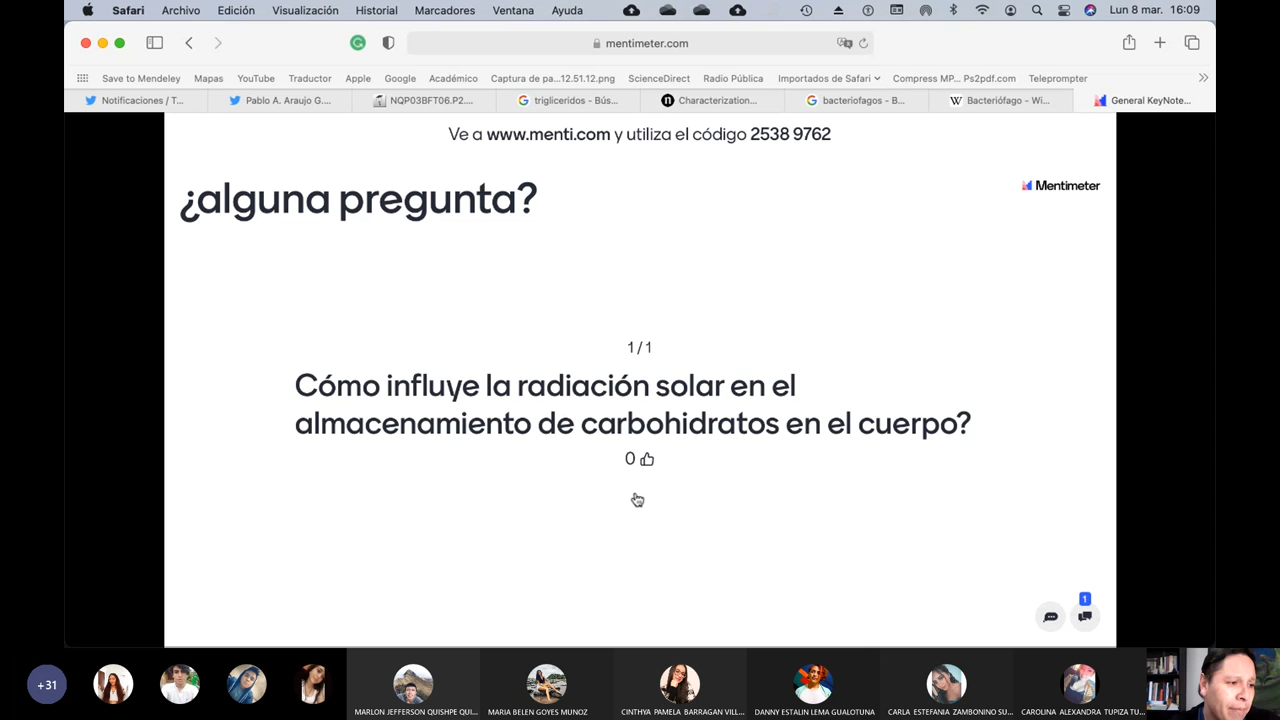 Safari Archivo Edición Visualización Historial Marcadores Ventana Ayuda Lun 8 mar. 16:09
mentimeter.com
Save to Mendeley Mapas YouTube Traductor Apple Google Académico Captura de pa...12.51.12.png ScienceDirect Radio Pública Importados de Safari Compress MP... Ps2pdf.com Teleprompter
Notificaciones / T... Pablo A. Araujo G.... NQP03BFT06.P2.... trigliceridos - Bús... Characterization... bacteriofagos - B... Bacteriófago - Wi... General KeyNote...
Ve a www.menti.com y utiliza el código 2538 9762
¿alguna pregunta?
Mentimeter
1 / 1
Cómo influye la radiación solar en el
almacenamiento de carbohidratos en el cuerpo?
0
1
+31
MARLON JEFFERSON QUISHPE QUI... MARIA BELEN GOYES MUNOZ CINTHYA PAMELA BARRAGAN VILL... DANNY ESTALIN LEMA GUALOTUNA CARLA ESTEFANIA ZAMBONINO SU... CAROLINA ALEXANDRA TUPIZA TU...